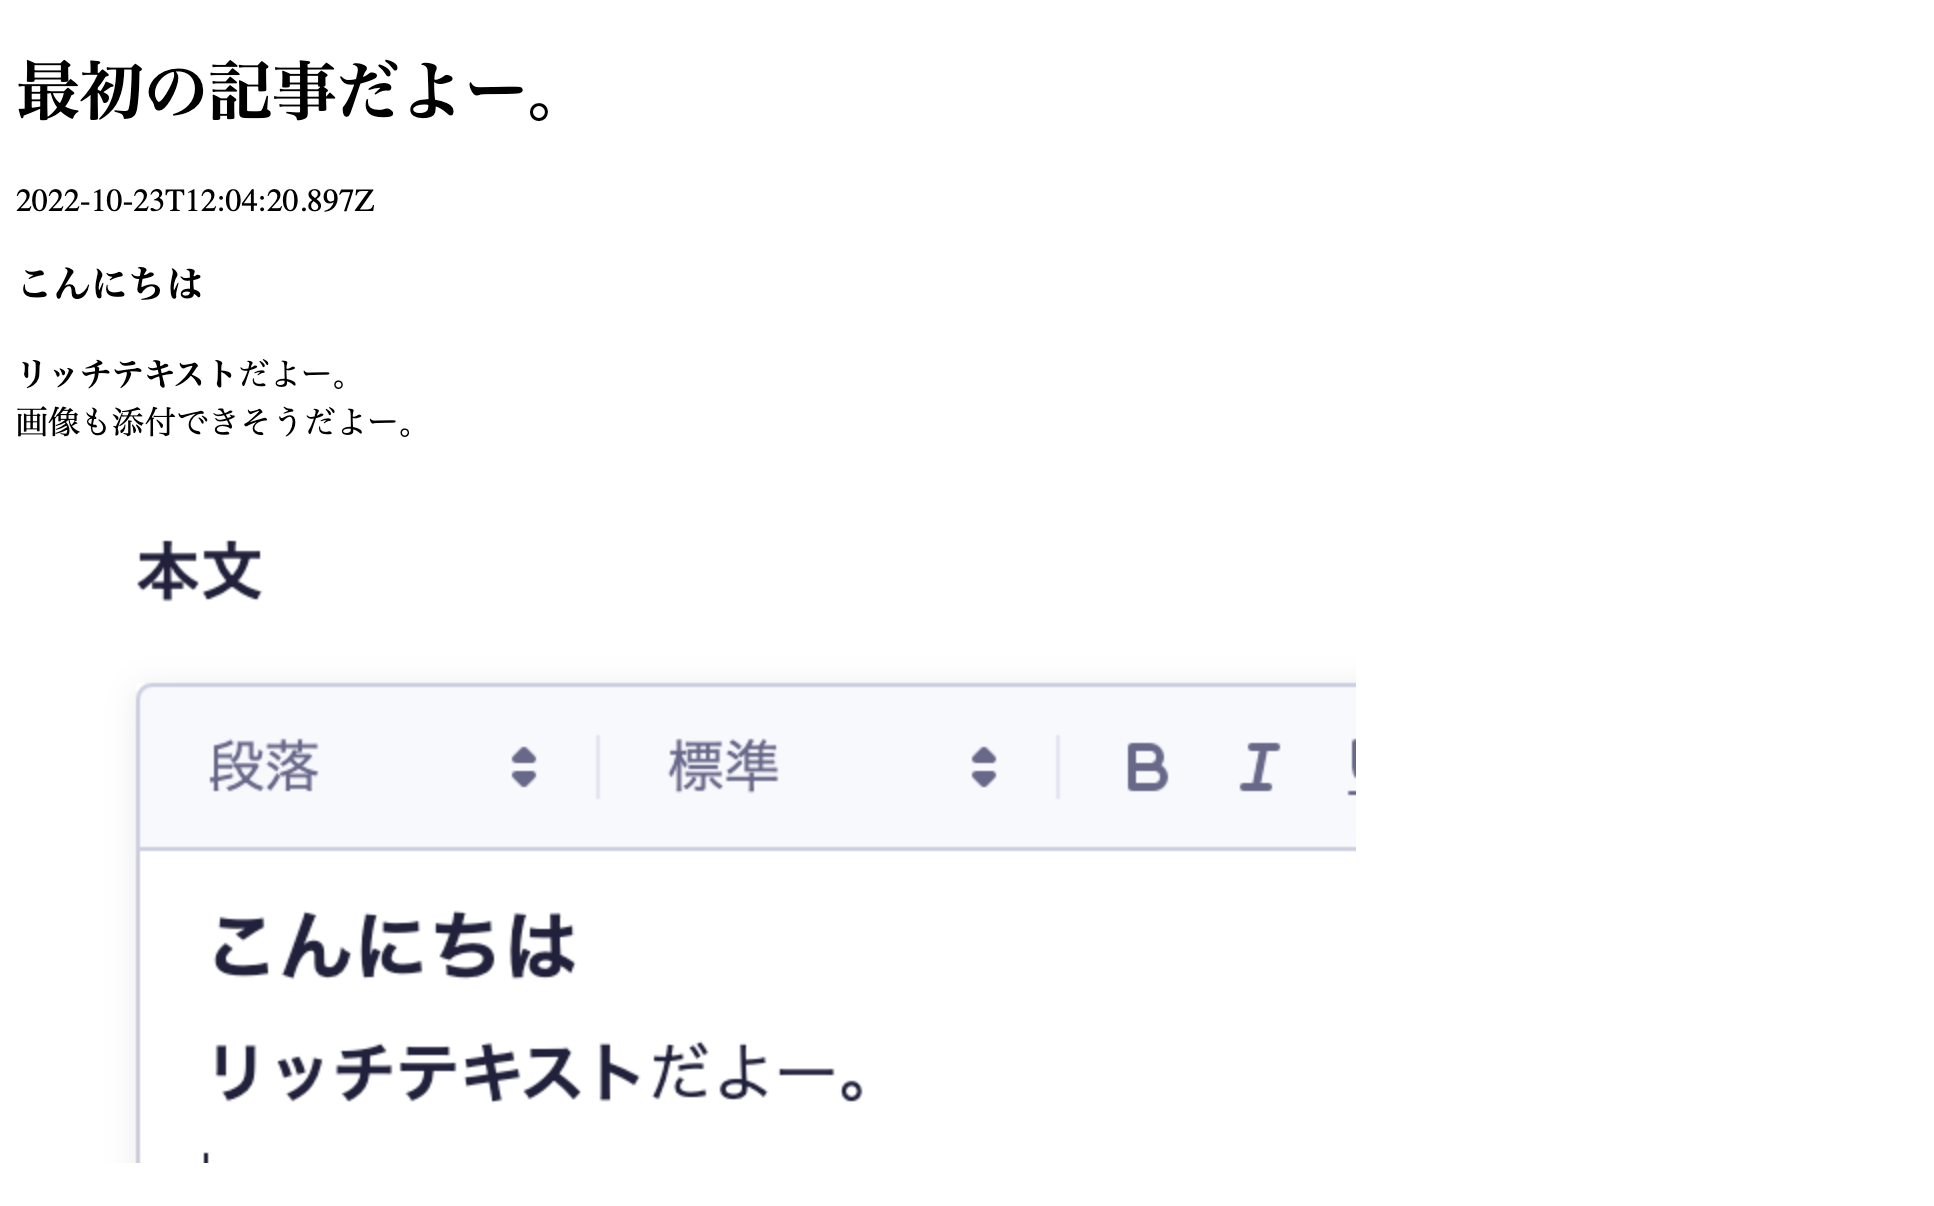 最初の記事だよー。
2022-10-23T12:04:20.897Z
こんにちは
リッチテキストだよー。
画像も添付できそうだよー。
本文
段落 標準 B I
こんにちは
リッチテキストだよー。